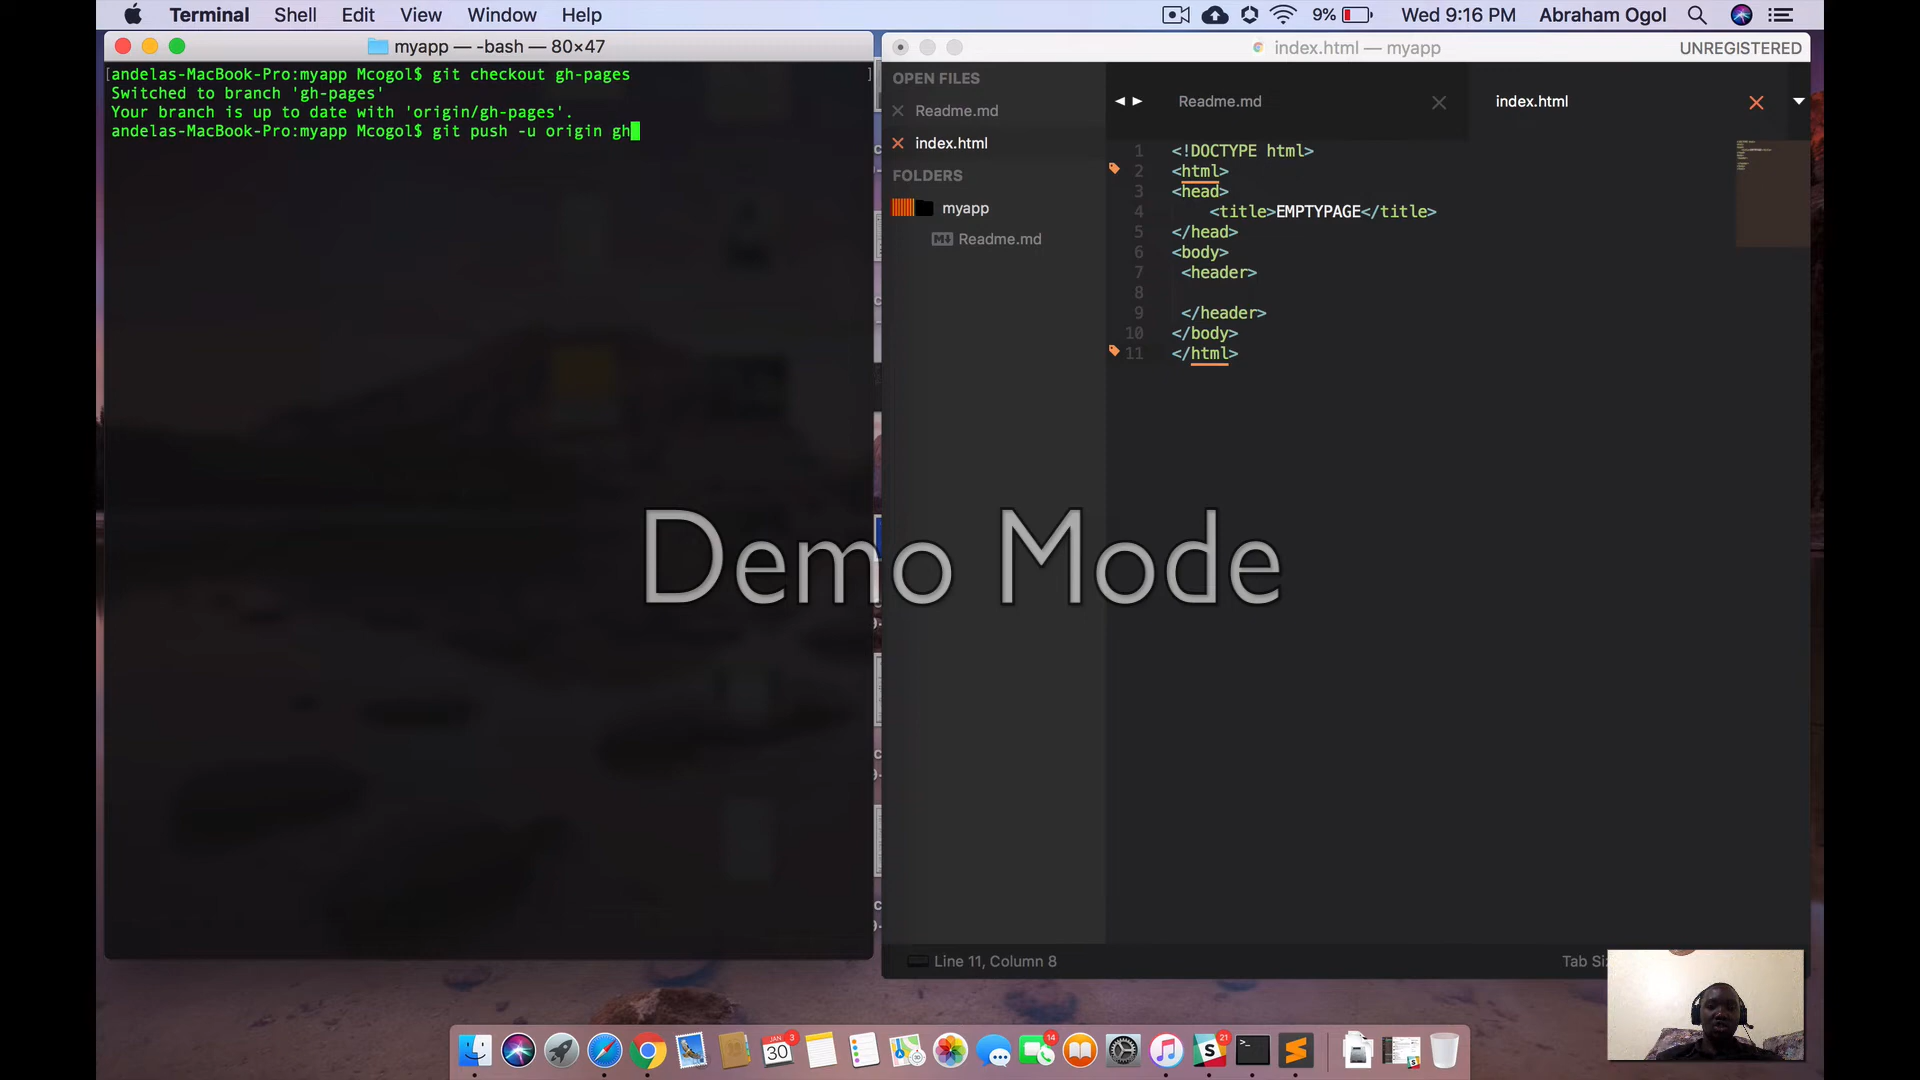 Terminal Shell Edit View Window Help 9% Wed 9:16 PM Abraham Ogol
myapp — -bash — 80×47
[andelas-MacBook-Pro:myapp Mcogol$ git checkout gh-pages ]
Switched to branch 'gh-pages'
Your branch is up to date with 'origin/gh-pages'.
andelas-MacBook-Pro:myapp Mcogol$ git push -u origin gh
index.html — myapp UNREGISTERED
OPEN FILES
Readme.md
index.html
FOLDERS
myapp
Readme.md
Readme.md index.html
1 <!DOCTYPE html>
2 <html>
3 <head>
4 <title>EMPTYPAGE</title>
5 </head>
6 <body>
7 <header>
8
9 </header>
10 </body>
11 </html>
Demo Mode
Line 11, Column 8 Tab Si
3
30
14
21